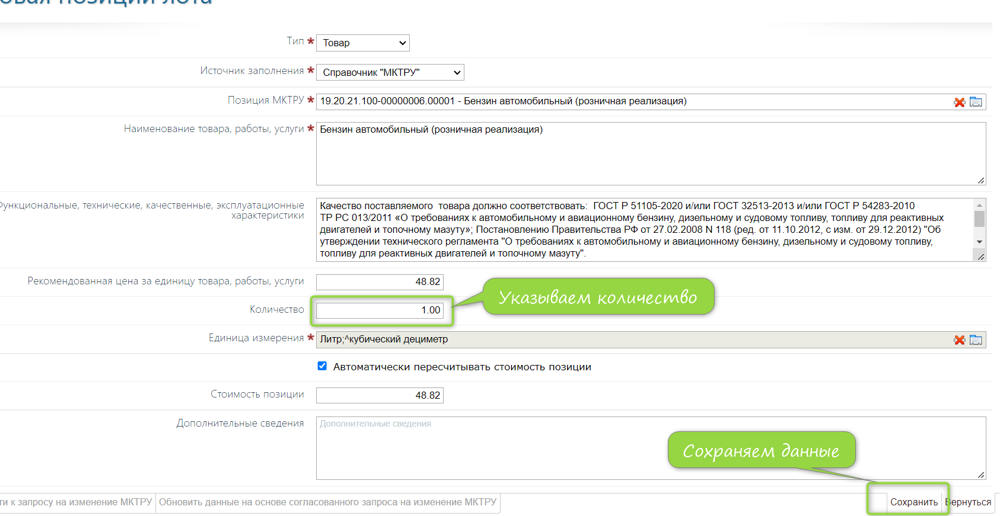 овая позиции лота
Тип * Товар
Источник заполнения * Справочник "МКТРУ"
Позиция МКТРУ * 19.20.21.100-00000006.00001 - Бензин автомобильный (розничная реализация)
Наименование товара, работы, услуги * Бензин автомобильный (розничная реализация)
Функциональные, технические, качественные, эксплуатационные
характеристики
Качество поставляемого товара должно соответствовать: ГОСТ Р 51105-2020 и/или ГОСТ 32513-2013 и/или ГОСТ Р 54283-2010
ТР РС 013/2011 «О требованиях к автомобильному и авиационному бензину, дизельному и судовому топливу, топливу для реактивных
двигателей и топочному мазуту»; Постановлению Правительства РФ от 27.02.2008 N 118 (ред. от 11.10.2012, с изм. от 29.12.2012) "Об
утверждении технического регламента "О требованиях к автомобильному и авиационному бензину, дизельному и судовому топливу,
топливу для реактивных двигателей и топочному мазуту".
Рекомендованная цена за единицу товара, работы, услуги 48.82
Указываем количество
Количество 1.00
Единица измерения * Литр;^кубический дециметр
Автоматически пересчитывать стоимость позиции
Стоимость позиции 48.82
Дополнительные сведения Дополнительные сведения
Сохраняем данные
ти к запросу на изменение МКТРУ Обновить данные на основе согласованного запроса на изменение МКТРУ Сохранить Вернуться